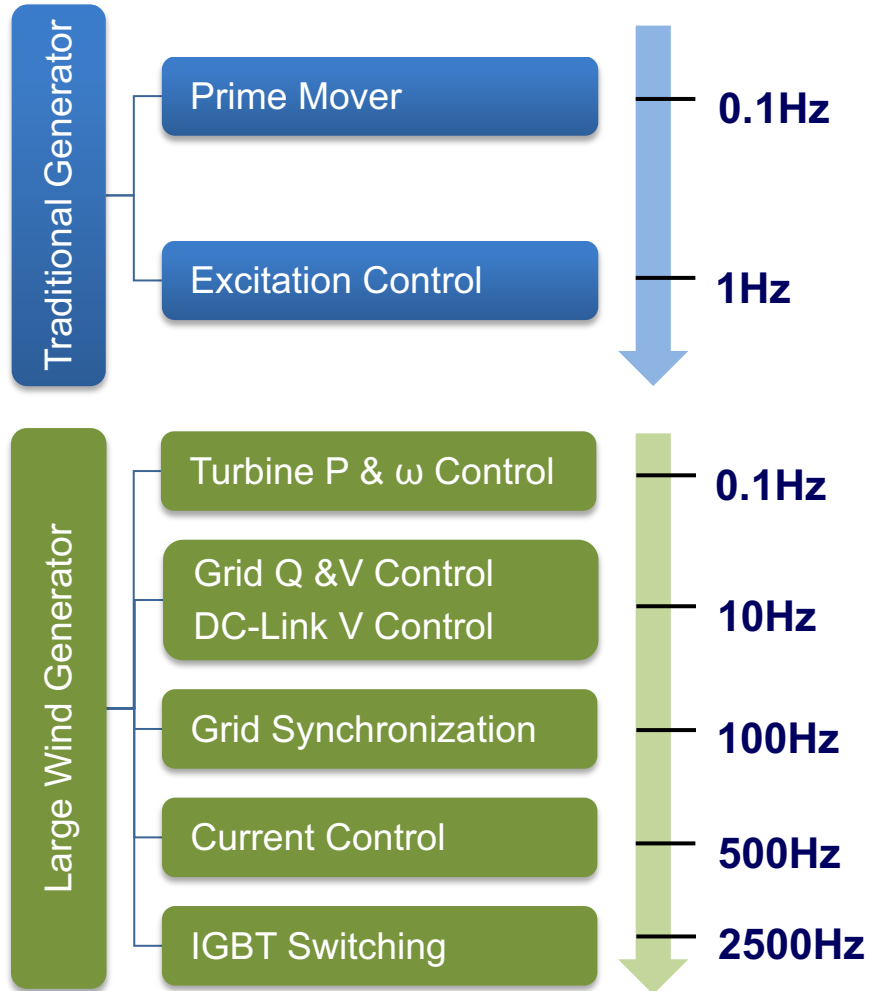 Traditional Generator
Prime Mover
0.1Hz
Excitation Control
1Hz
Large Wind Generator
Turbine P & ω Control
0.1Hz
Grid Q &V Control
DC-Link V Control
10Hz
Grid Synchronization
100Hz
Current Control
500Hz
IGBT Switching
2500Hz